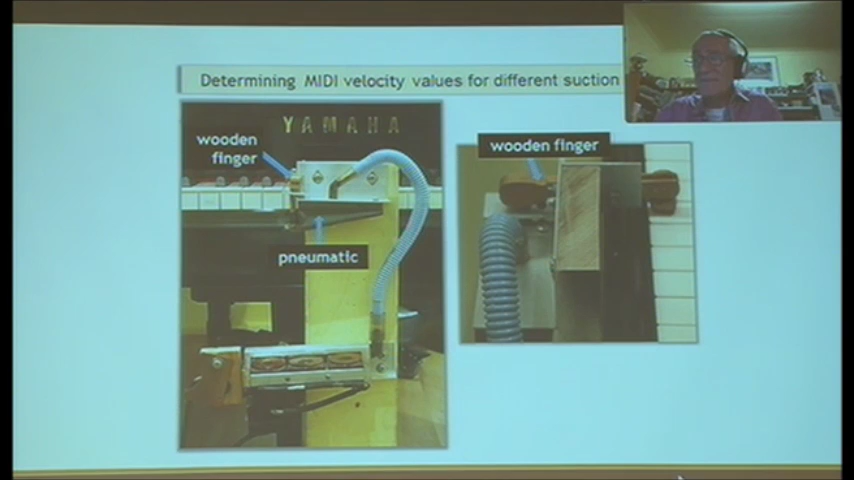 Determining MIDI velocity values for different suction
YAMAHA
wooden
finger
pneumatic
wooden finger